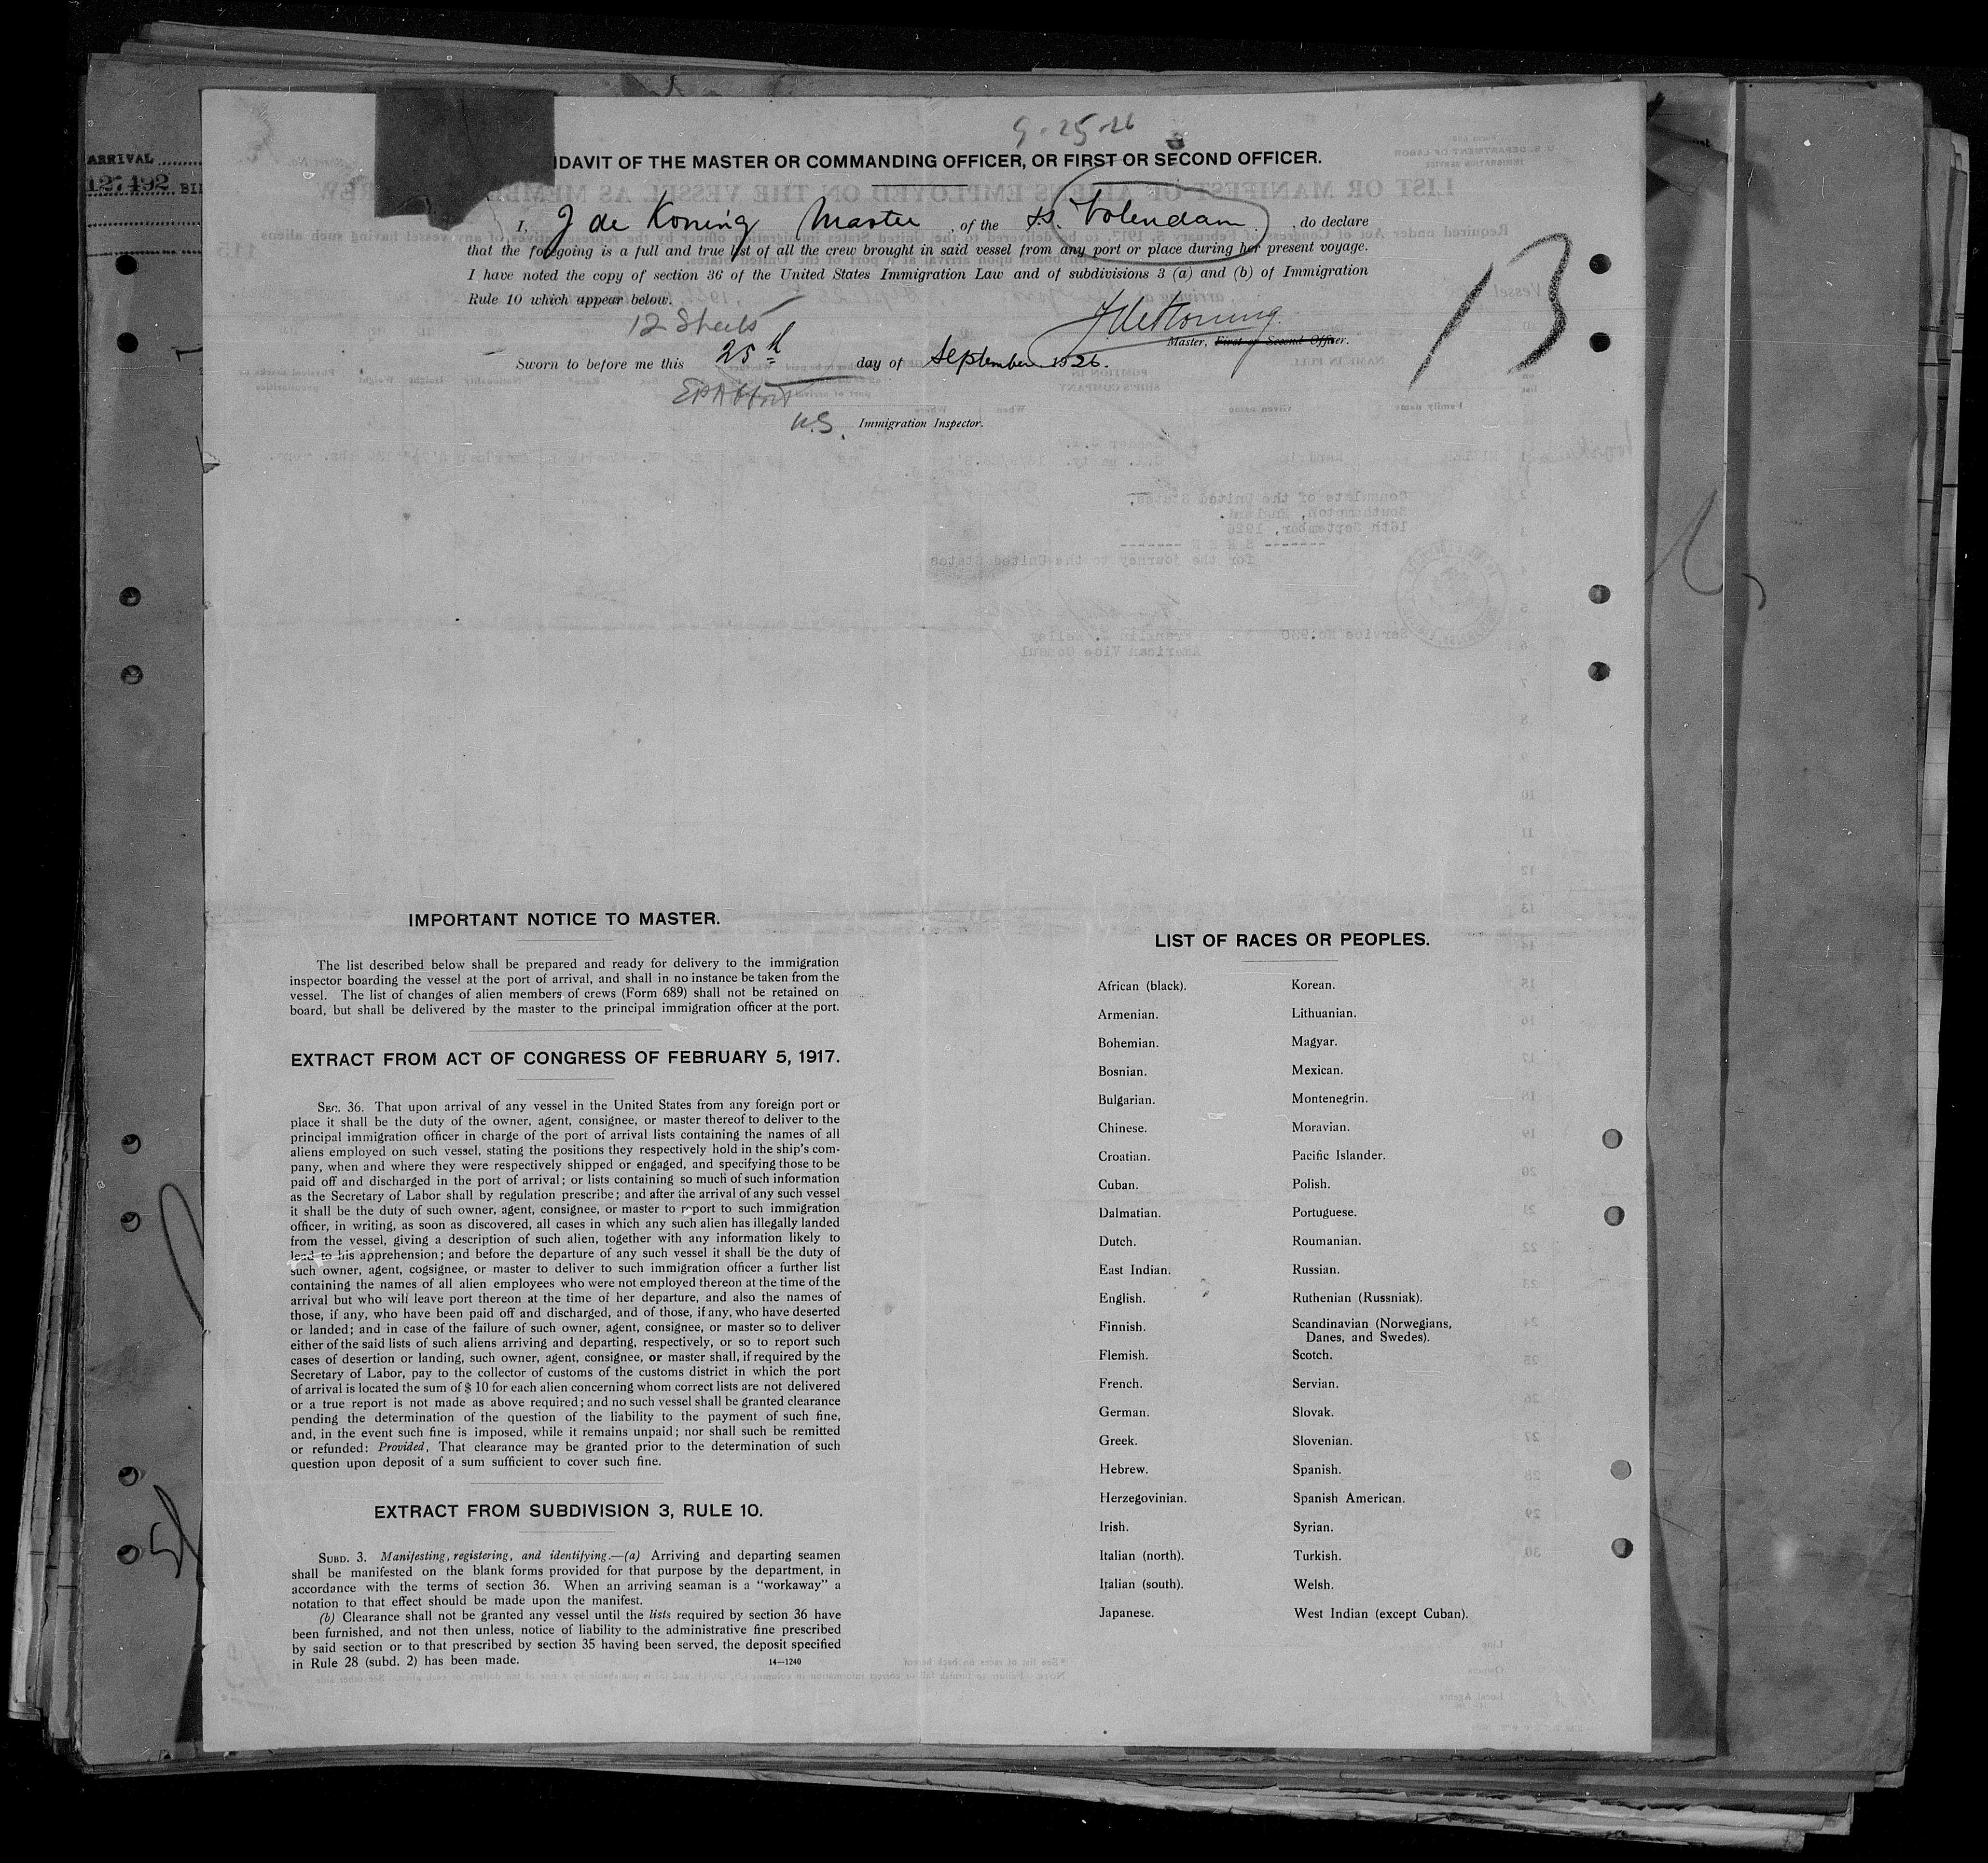 ARRIVAL
127492 BIL
9-25-26
IDAVIT OF THE MASTER OR COMMANDING OFFICER, OR FIRST OR SECOND OFFICER.
I, J de Koning Master, of the ss. Volendam, do declare
that the foregoing is a full and true list of all the crew brought in said vessel from any port or place during her present voyage.
I have noted the copy of section 36 of the United States Immigration Law and of subdivisions 3 (a) and (b) of Immigration
Rule 10 which appear below.
12 Sheets
J de Koning.
13
Master, First or Second Officer.
Sworn to before me this 25th day of September 1926.
U.S. Immigration Inspector.
IMPORTANT NOTICE TO MASTER.
The list described below shall be prepared and ready for delivery to the immigration
inspector boarding the vessel at the port of arrival, and shall in no instance be taken from the
vessel. The list of changes of alien members of crews (Form 689) shall not be retained on
board, but shall be delivered by the master to the principal immigration officer at the port.
EXTRACT FROM ACT OF CONGRESS OF FEBRUARY 5, 1917.
SEC. 36. That upon arrival of any vessel in the United States from any foreign port or
place it shall be the duty of the owner, agent, consignee, or master thereof to deliver to the
principal immigration officer in charge of the port of arrival lists containing the names of all
aliens employed on such vessel, stating the positions they respectively hold in the ship's com-
pany, when and where they were respectively shipped or engaged, and specifying those to be
paid off and discharged in the port of arrival; or lists containing so much of such information
as the Secretary of Labor shall by regulation prescribe; and after the arrival of any such vessel
it shall be the duty of such owner, agent, consignee, or master to report to such immigration
officer, in writing, as soon as discovered, all cases in which any such alien has illegally landed
from the vessel, giving a description of such alien, together with any information likely to
lead to his apprehension; and before the departure of any such vessel it shall be the duty of
such owner, agent, cogsignee, or master to deliver to such immigration officer a further list
containing the names of all alien employees who were not employed thereon at the time of the
arrival but who will leave port thereon at the time of her departure, and also the names of
those, if any, who have been paid off and discharged, and of those, if any, who have deserted
or landed; and in case of the failure of such owner, agent, consignee, or master so to deliver
either of the said lists of such aliens arriving and departing, respectively, or so to report such
cases of desertion or landing, such owner, agent, consignee, or master shall, if required by the
Secretary of Labor, pay to the collector of customs of the customs district in which the port
of arrival is located the sum of $ 10 for each alien concerning whom correct lists are not delivered
or a true report is not made as above required; and no such vessel shall be granted clearance
pending the determination of the question of the liability to the payment of such fine,
and, in the event such fine is imposed, while it remains unpaid; nor shall such be remitted
or refunded: Provided, That clearance may be granted prior to the determination of such
question upon deposit of a sum sufficient to cover such fine.
EXTRACT FROM SUBDIVISION 3, RULE 10.
SUBD. 3. Manifesting, registering, and identifying.—(a) Arriving and departing seamen
shall be manifested on the blank forms provided for that purpose by the department, in
accordance with the terms of section 36. When an arriving seaman is a "workaway" a
notation to that effect should be made upon the manifest.
(b) Clearance shall not be granted any vessel until the lists required by section 36 have
been furnished, and not then unless, notice of liability to the administrative fine prescribed
by said section or to that prescribed by section 35 having been served, the deposit specified
in Rule 28 (subd. 2) has been made.
14—1240
LIST OF RACES OR PEOPLES.
African (black). Korean.
Armenian. Lithuanian.
Bohemian. Magyar.
Bosnian. Mexican.
Bulgarian. Montenegrin.
Chinese. Moravian.
Croatian. Pacific Islander.
Cuban. Polish.
Dalmatian. Portuguese.
Dutch. Roumanian.
East Indian. Russian.
English. Ruthenian (Russniak).
Finnish. Scandinavian (Norwegians,
Danes, and Swedes).
Flemish. Scotch.
French. Servian.
German. Slovak.
Greek. Slovenian.
Hebrew. Spanish.
Herzegovinian. Spanish American.
Irish. Syrian.
Italian (north). Turkish.
Italian (south). Welsh.
Japanese. West Indian (except Cuban).